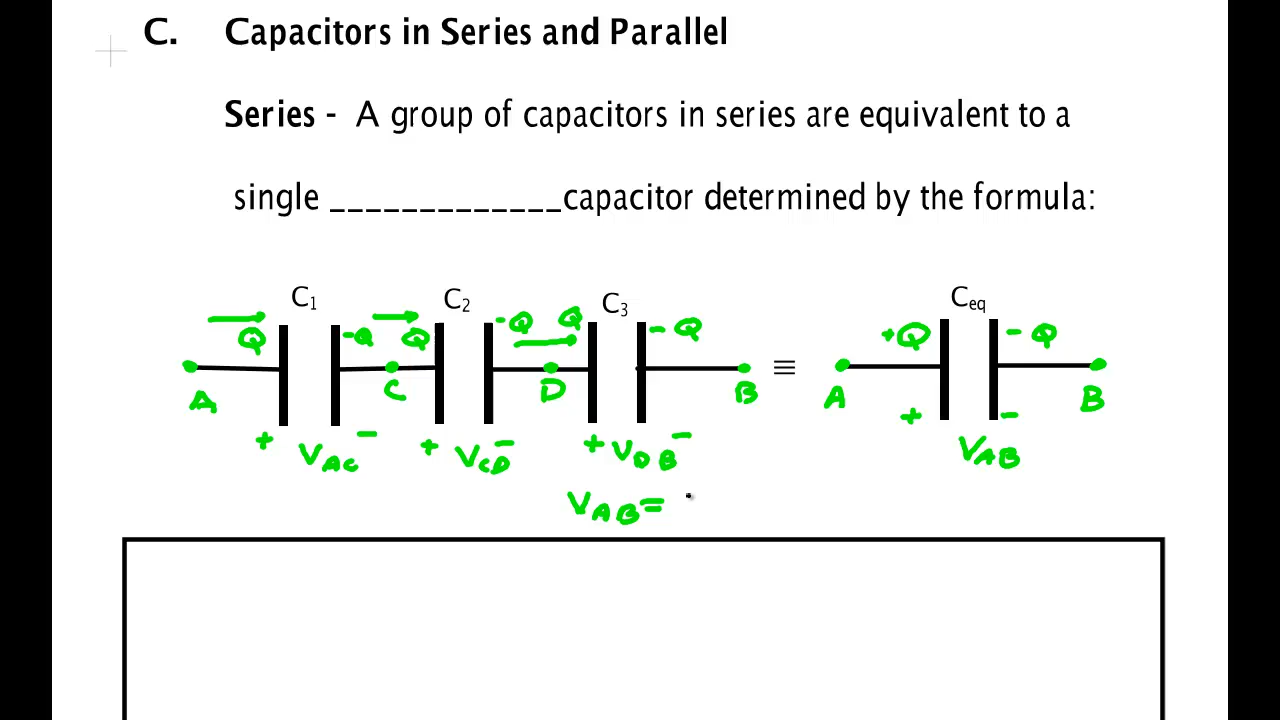 C. Capacitors in Series and Parallel
Series - A group of capacitors in series are equivalent to a
single _____________capacitor determined by the formula:
C1 C2 C3 Ceq
Q -Q Q -Q Q -Q +Q -Q
A C D B ≡ A B
+ VAC - + VCD - + VDB - + VAB -
VAB=